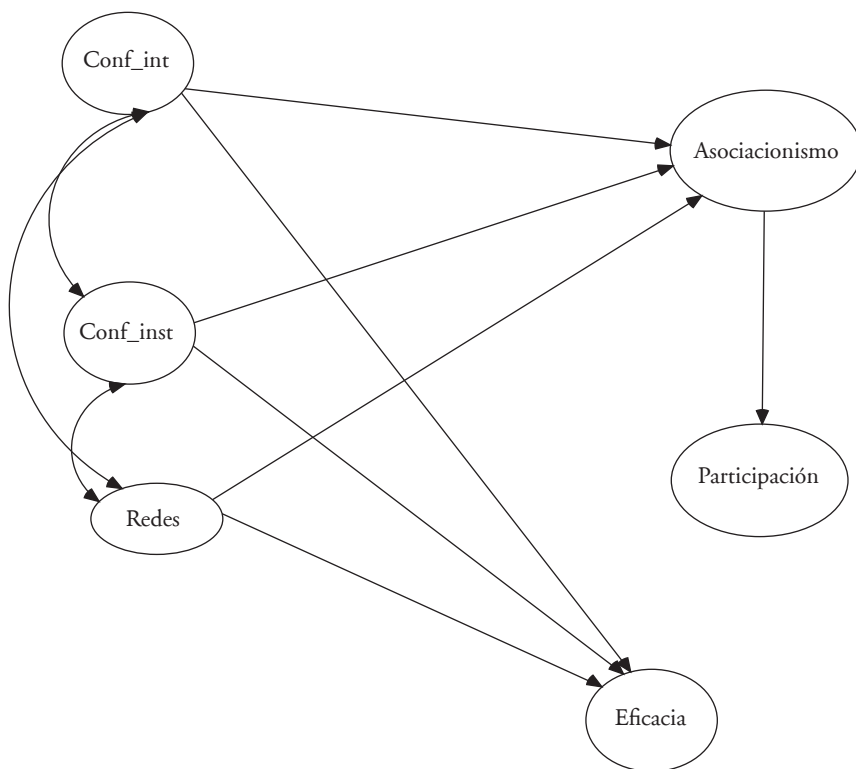 Conf_int
Asociacionismo
Conf_inst
Participación
Redes
Eficacia